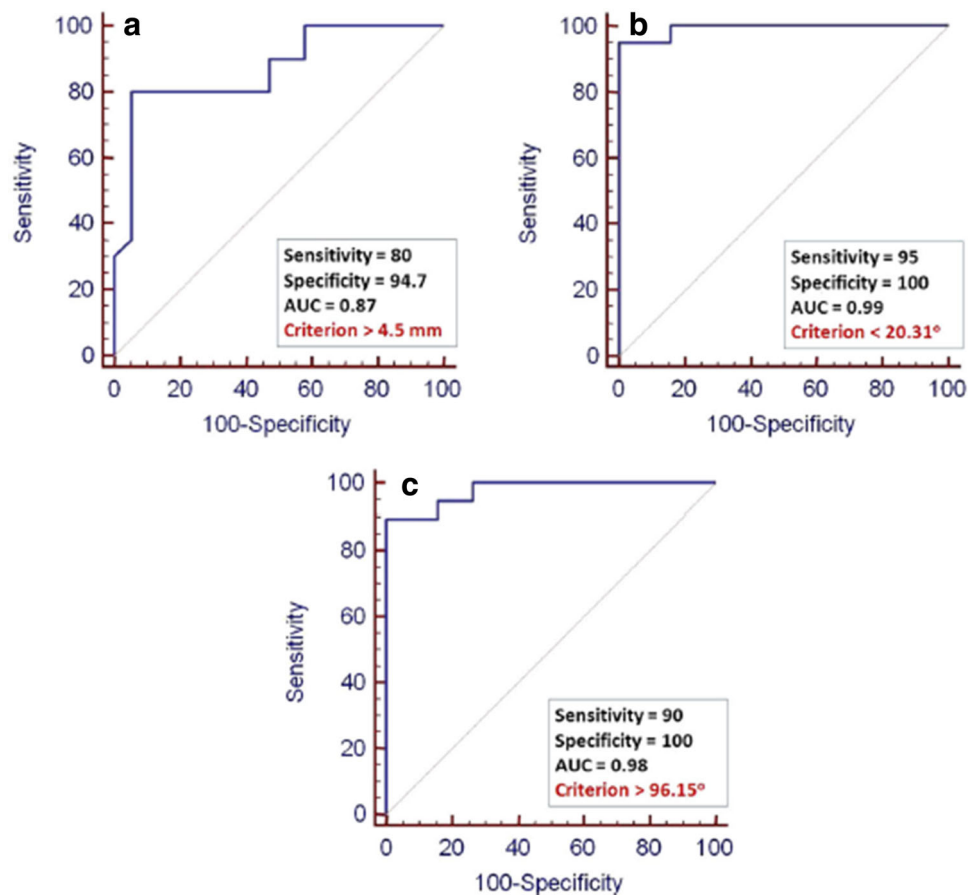 a
100
80
60
40
20
0
Sensitivity
Sensitivity = 80
Specificity = 94.7
AUC = 0.87
Criterion > 4.5 mm
0 20 40 60 80 100
100-Specificity
b
100
80
60
40
20
0
Sensitivity
Sensitivity = 95
Specificity = 100
AUC = 0.99
Criterion < 20.31°
0 20 40 60 80 100
100-Specificity
c
100
80
60
40
20
0
Sensitivity
Sensitivity = 90
Specificity = 100
AUC = 0.98
Criterion > 96.15°
0 20 40 60 80 100
100-Specificity